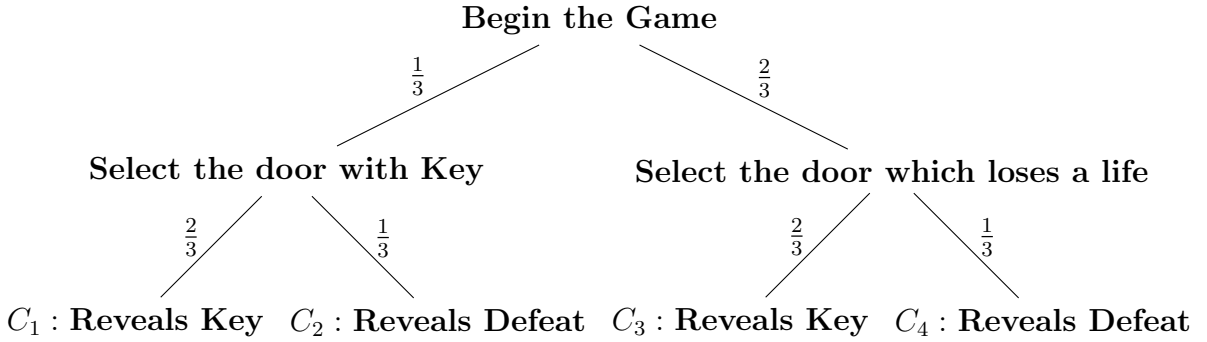 Begin the Game
1/3
2/3
Select the door with Key
Select the door which loses a life
2/3
1/3
2/3
1/3
C₁ : Reveals Key
C₂ : Reveals Defeat
C₃ : Reveals Key
C₄ : Reveals Defeat